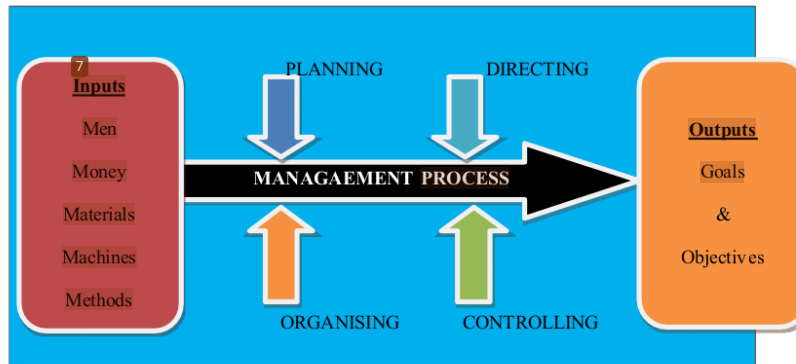 7
Inputs
Men
Money
Materials
Machines
Methods
PLANNING
DIRECTING
MANAGAEMENT PROCESS
ORGANISING
CONTROLLING
Outputs
Goals
&
Objectives